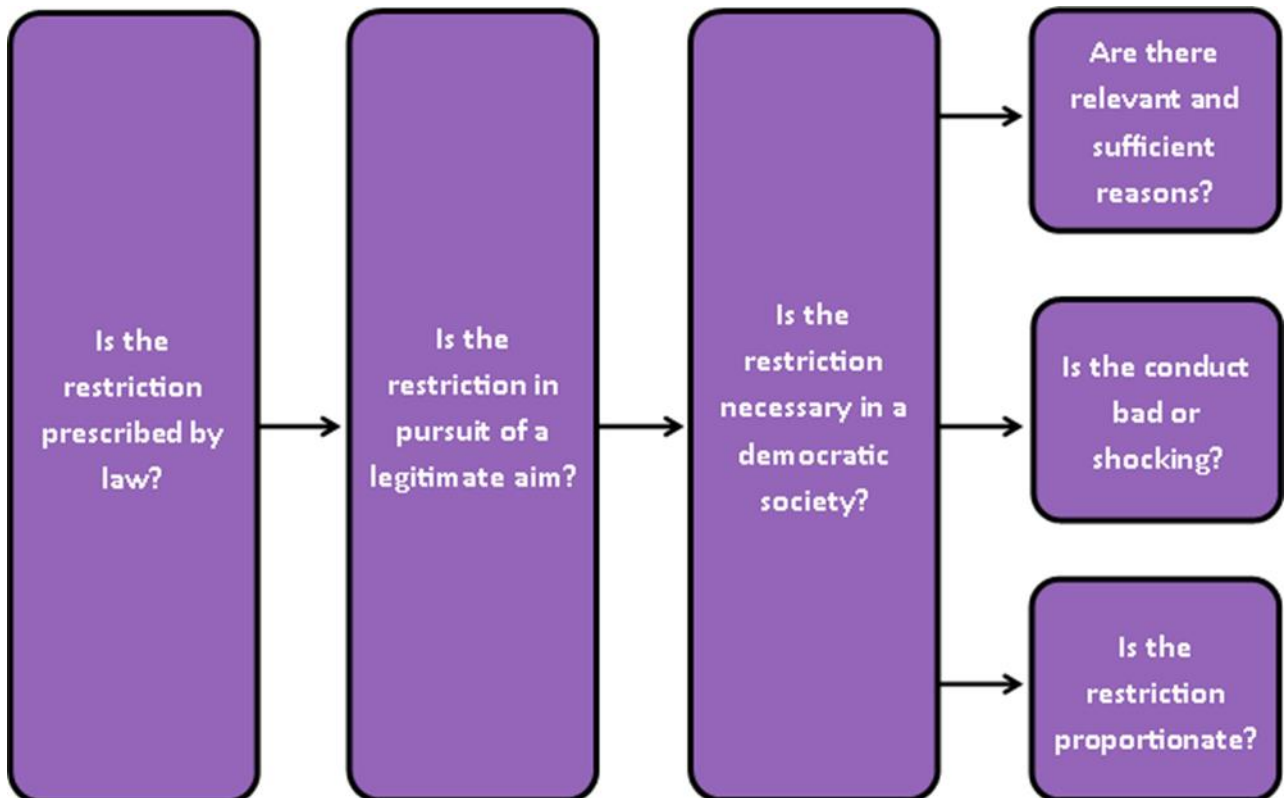 Is the
restriction
prescribed by
law?
Is the
restriction in
pursuit of a
legitimate aim?
Is the
restriction
necessary in a
democratic
society?
Are there
relevant and
sufficient
reasons?
Is the conduct
bad or
shocking?
Is the
restriction
proportionate?